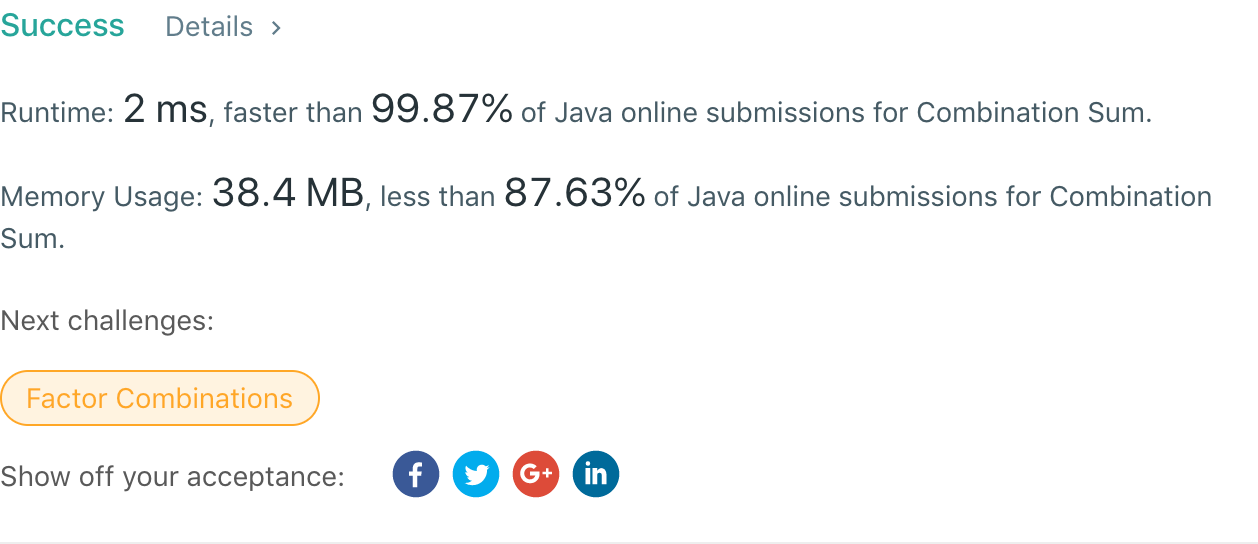 Success Details >
Runtime: 2 ms, faster than 99.87% of Java online submissions for Combination Sum.
Memory Usage: 38.4 MB, less than 87.63% of Java online submissions for Combination
Sum.
Next challenges:
Factor Combinations
Show off your acceptance: f G+ in